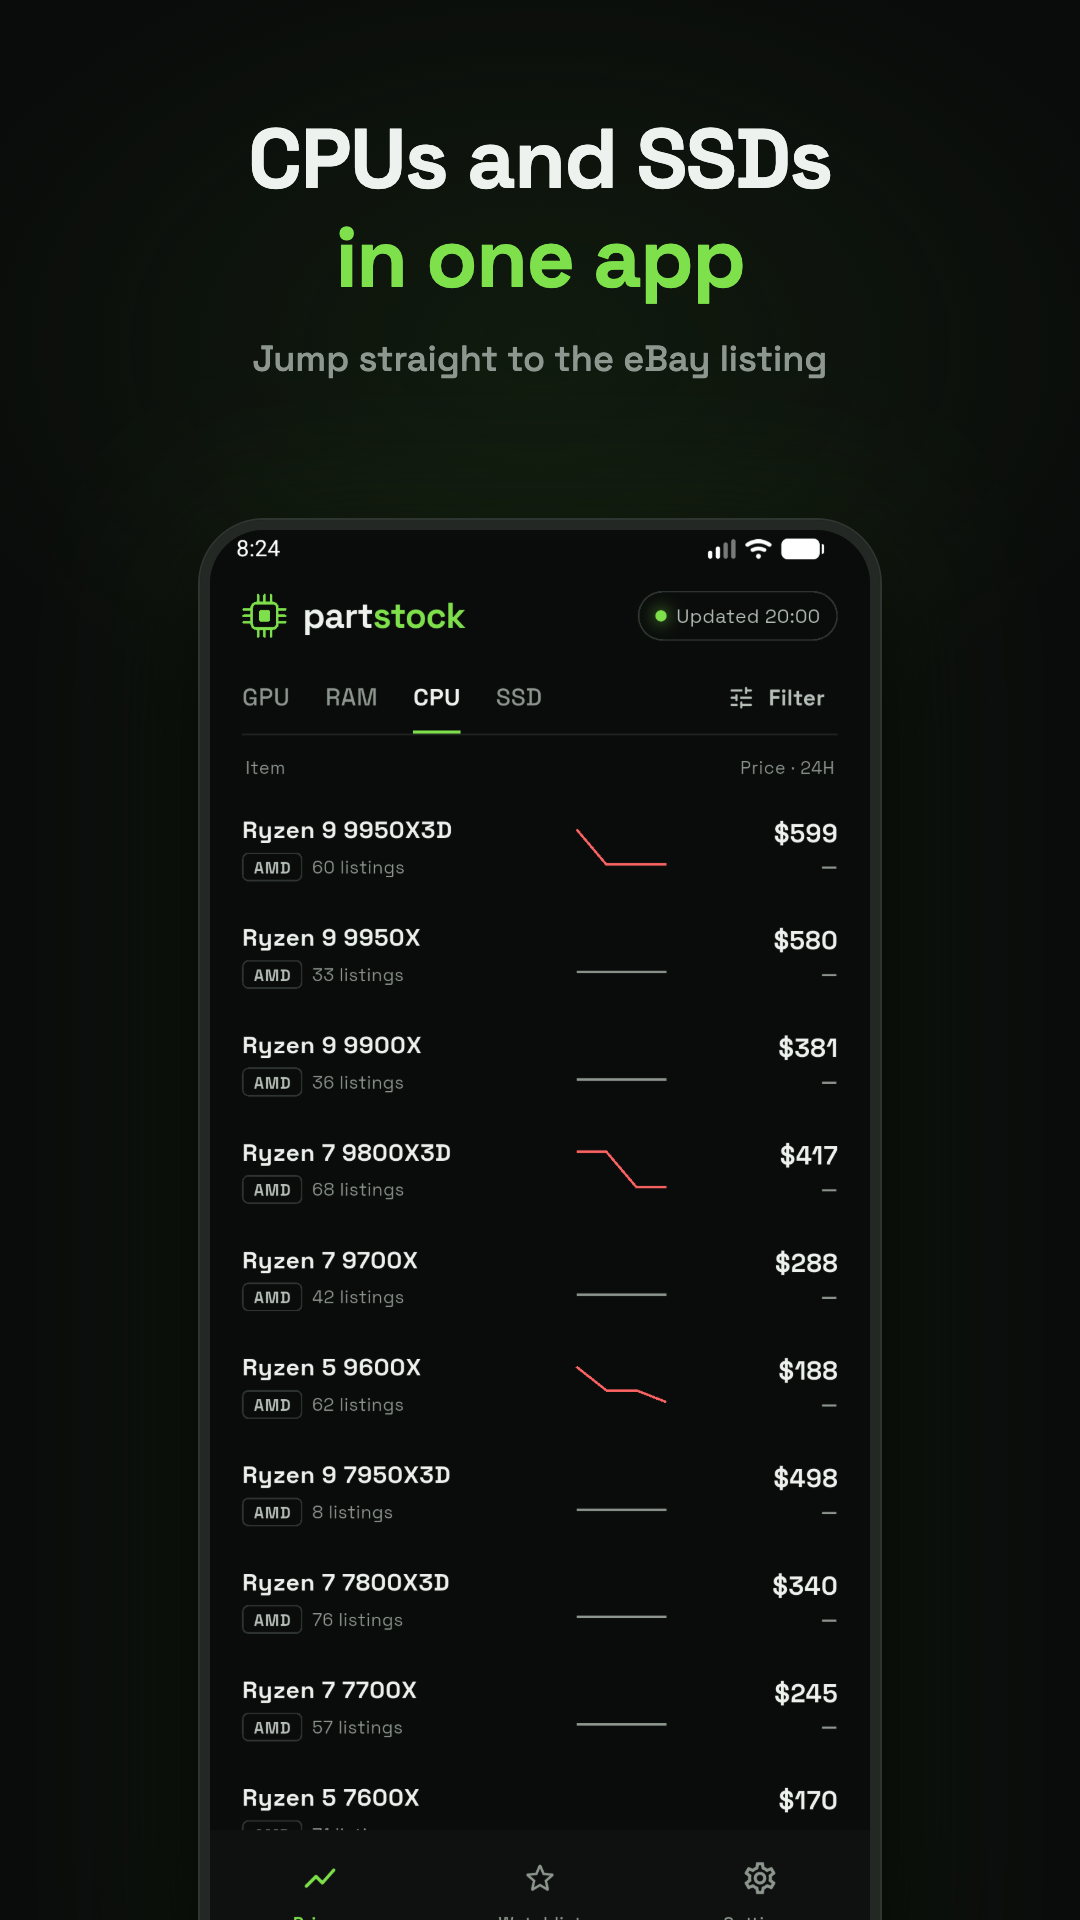 CPUs and SSDs
in one app
Jump straight to the eBay listing
8:24
partstock
Updated 20:00
GPU RAM CPU SSD Filter
Item Price · 24H
Ryzen 9 9950X3D $599
AMD 60 listings —
Ryzen 9 9950X $580
AMD 33 listings —
Ryzen 9 9900X $381
AMD 36 listings —
Ryzen 7 9800X3D $417
AMD 68 listings —
Ryzen 7 9700X $288
AMD 42 listings —
Ryzen 5 9600X $188
AMD 62 listings —
Ryzen 9 7950X3D $498
AMD 8 listings —
Ryzen 7 7800X3D $340
AMD 76 listings —
Ryzen 7 7700X $245
AMD 57 listings —
Ryzen 5 7600X $170